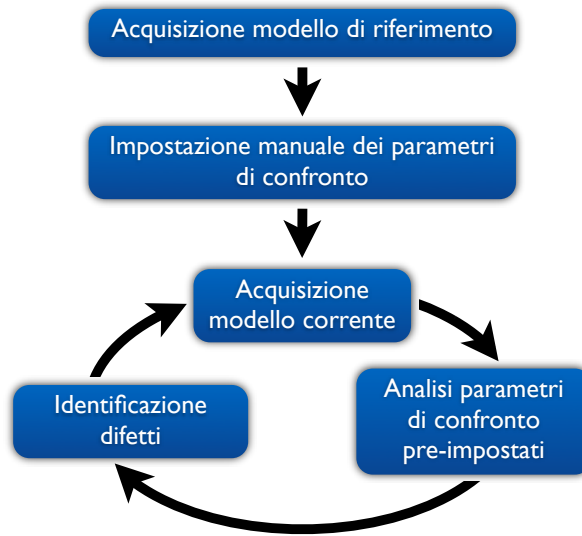 Acquisizione modello di riferimento
Impostazione manuale dei parametri
di confronto
Acquisizione
modello corrente
Identificazione
difetti
Analisi parametri
di confronto
pre-impostati